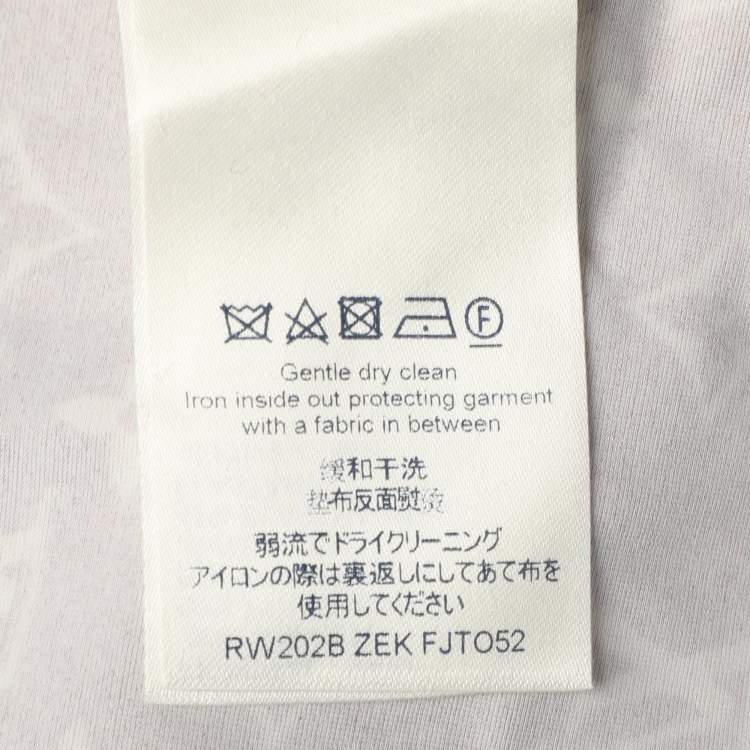 F
Gentle dry clean
Iron inside out protecting garment
with a fabric in between
缓和干洗
垫布反面熨烫
弱流でドライクリーニング
アイロンの際は裏返しにしてあて布を
使用してください
RW202B ZEK FJTO52